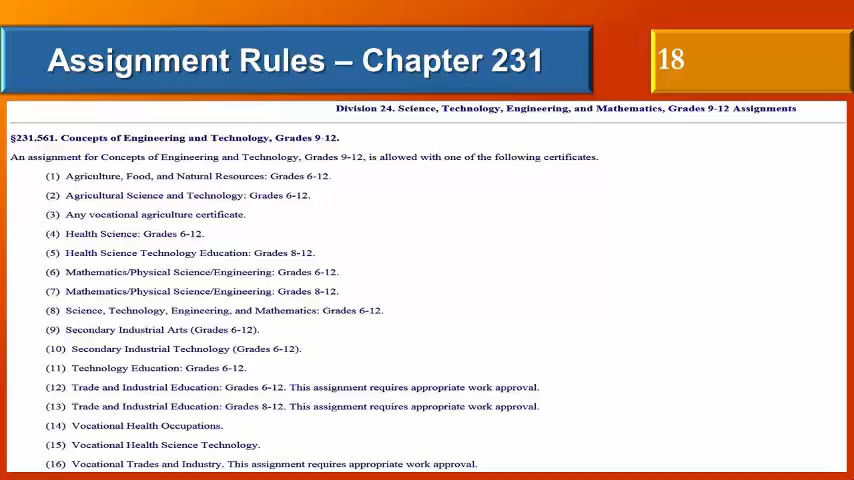 Assignment Rules – Chapter 231
18
Division 24. Science, Technology, Engineering, and Mathematics, Grades 9-12 Assignments
§231.561. Concepts of Engineering and Technology, Grades 9-12.
An assignment for Concepts of Engineering and Technology, Grades 9-12, is allowed with one of the following certificates.
(1) Agriculture, Food, and Natural Resources: Grades 6-12.
(2) Agricultural Science and Technology: Grades 6-12.
(3) Any vocational agriculture certificate.
(4) Health Science: Grades 6-12.
(5) Health Science Technology Education: Grades 8-12.
(6) Mathematics/Physical Science/Engineering: Grades 6-12.
(7) Mathematics/Physical Science/Engineering: Grades 8-12.
(8) Science, Technology, Engineering, and Mathematics: Grades 6-12.
(9) Secondary Industrial Arts (Grades 6-12).
(10) Secondary Industrial Technology (Grades 6-12).
(11) Technology Education: Grades 6-12.
(12) Trade and Industrial Education: Grades 6-12. This assignment requires appropriate work approval.
(13) Trade and Industrial Education: Grades 8-12. This assignment requires appropriate work approval.
(14) Vocational Health Occupations.
(15) Vocational Health Science Technology.
(16) Vocational Trades and Industry. This assignment requires appropriate work approval.